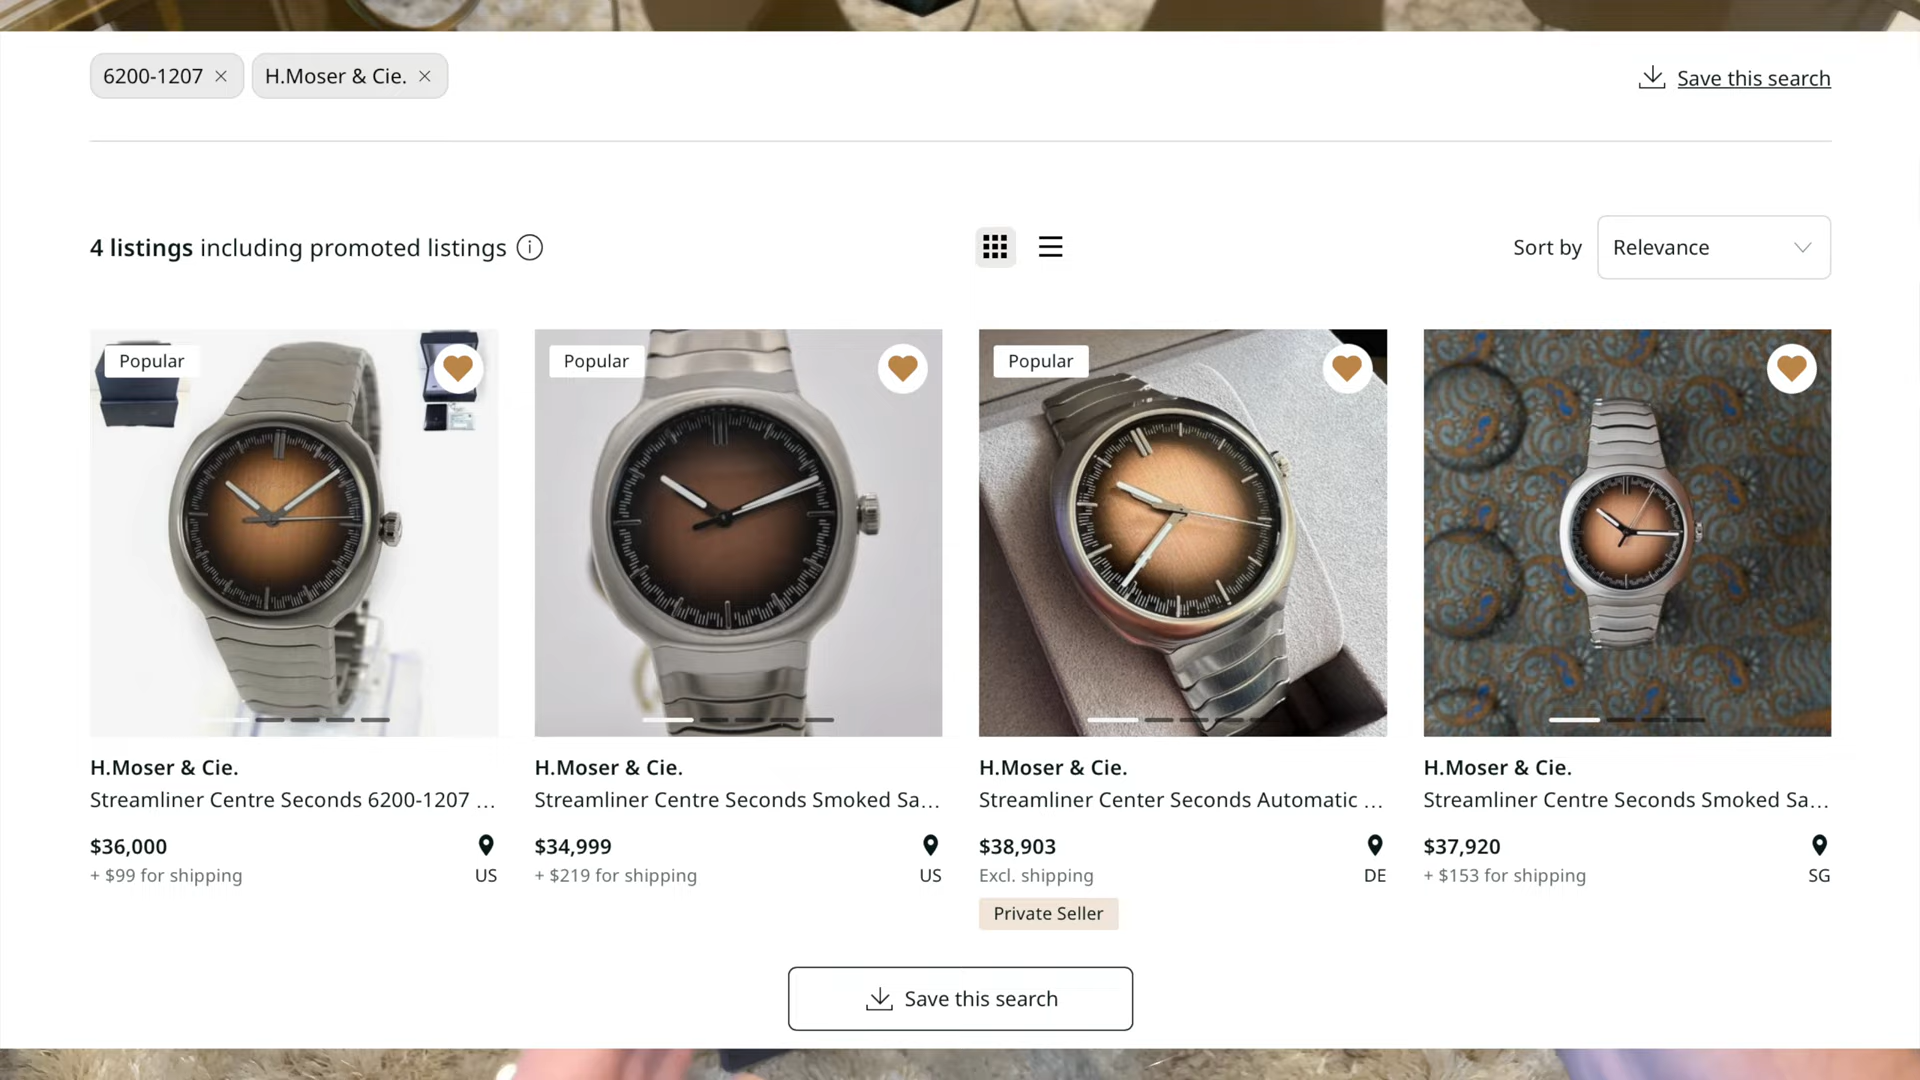 6200-1207
H.Moser & Cie.
Save this search
4 listings including promoted listings
Sort by
Relevance
Popular
Popular
Popular
H.Moser & Cie.
Streamliner Centre Seconds 6200-1207 ...
$36,000
+ $99 for shipping
US
H.Moser & Cie.
Streamliner Centre Seconds Smoked Sa...
$34,999
+ $219 for shipping
US
H.Moser & Cie.
Streamliner Center Seconds Automatic ...
$38,903
Excl. shipping
DE
Private Seller
H.Moser & Cie.
Streamliner Centre Seconds Smoked Sa...
$37,920
+ $153 for shipping
SG
Save this search